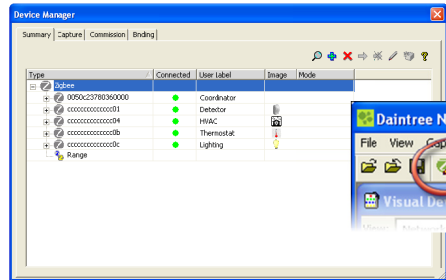 Device Manager
Summary Capture Commission Binding
Type Connected User Label Image Mode
Zigbee
0050c23780360000 Coordinator
cccccccccccccc01 Detector
cccccccccccccc04 HVAC
cccccccccccccc0b Thermostat
cccccccccccccc0c Lighting
Range
Daintree N
File View Cap
Visual De